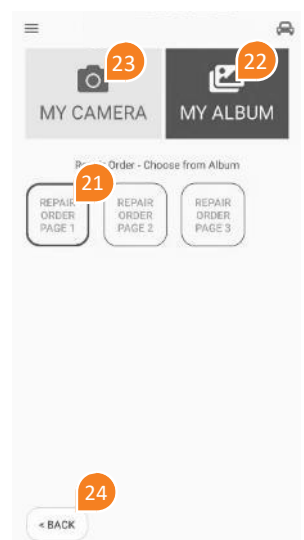 23
22
MY CAMERA
MY ALBUM
Order - Choose from Album
21
REPAIR
ORDER
PAGE 1
REPAIR
ORDER
PAGE 2
REPAIR
ORDER
PAGE 3
24
< BACK